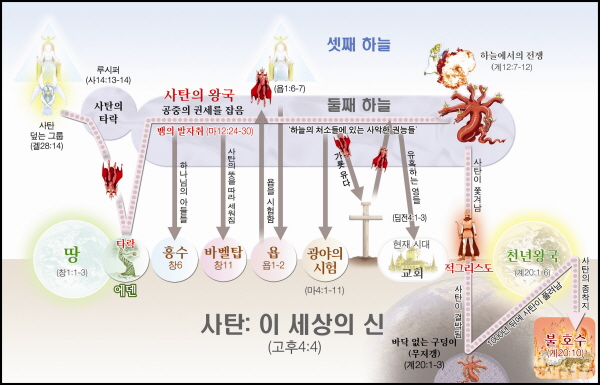 셋째 하늘
루시퍼
(사14:13-14)
하늘에서의 전쟁
(계12:7-12)
사탄의
타락
사탄의 왕국
공중의 권세를 잡음
(욥1:6-7)
둘째 하늘
뱀의 발자취 (마12:24-30)
'하늘의 처소들에 있는 사악한 권능들'
사탄
덮는 그룹
(겔28:14)
하나님의 아들들
사탄의 뜻을 따라 세워짐
욥을 시험함
가룟 유다
유혹하는 영들
(딤전4:1-3)
사탄이 쫓겨남
땅
(창1:1-3)
타락
에덴
홍수
창6
바벨탑
창11
욥
욥1-2
광야의
시험
(마4:1-11)
현재 시대
교회
적그리스도
천년왕국
(계20:1-6)
사탄이 결박됨
1000년 뒤에 사탄이 풀려남
사탄의 종착지
사탄: 이 세상의 신
(고후4:4)
바닥 없는 구덩이
(무저갱)
(계20:1-3)
불 호수
(계20:10)